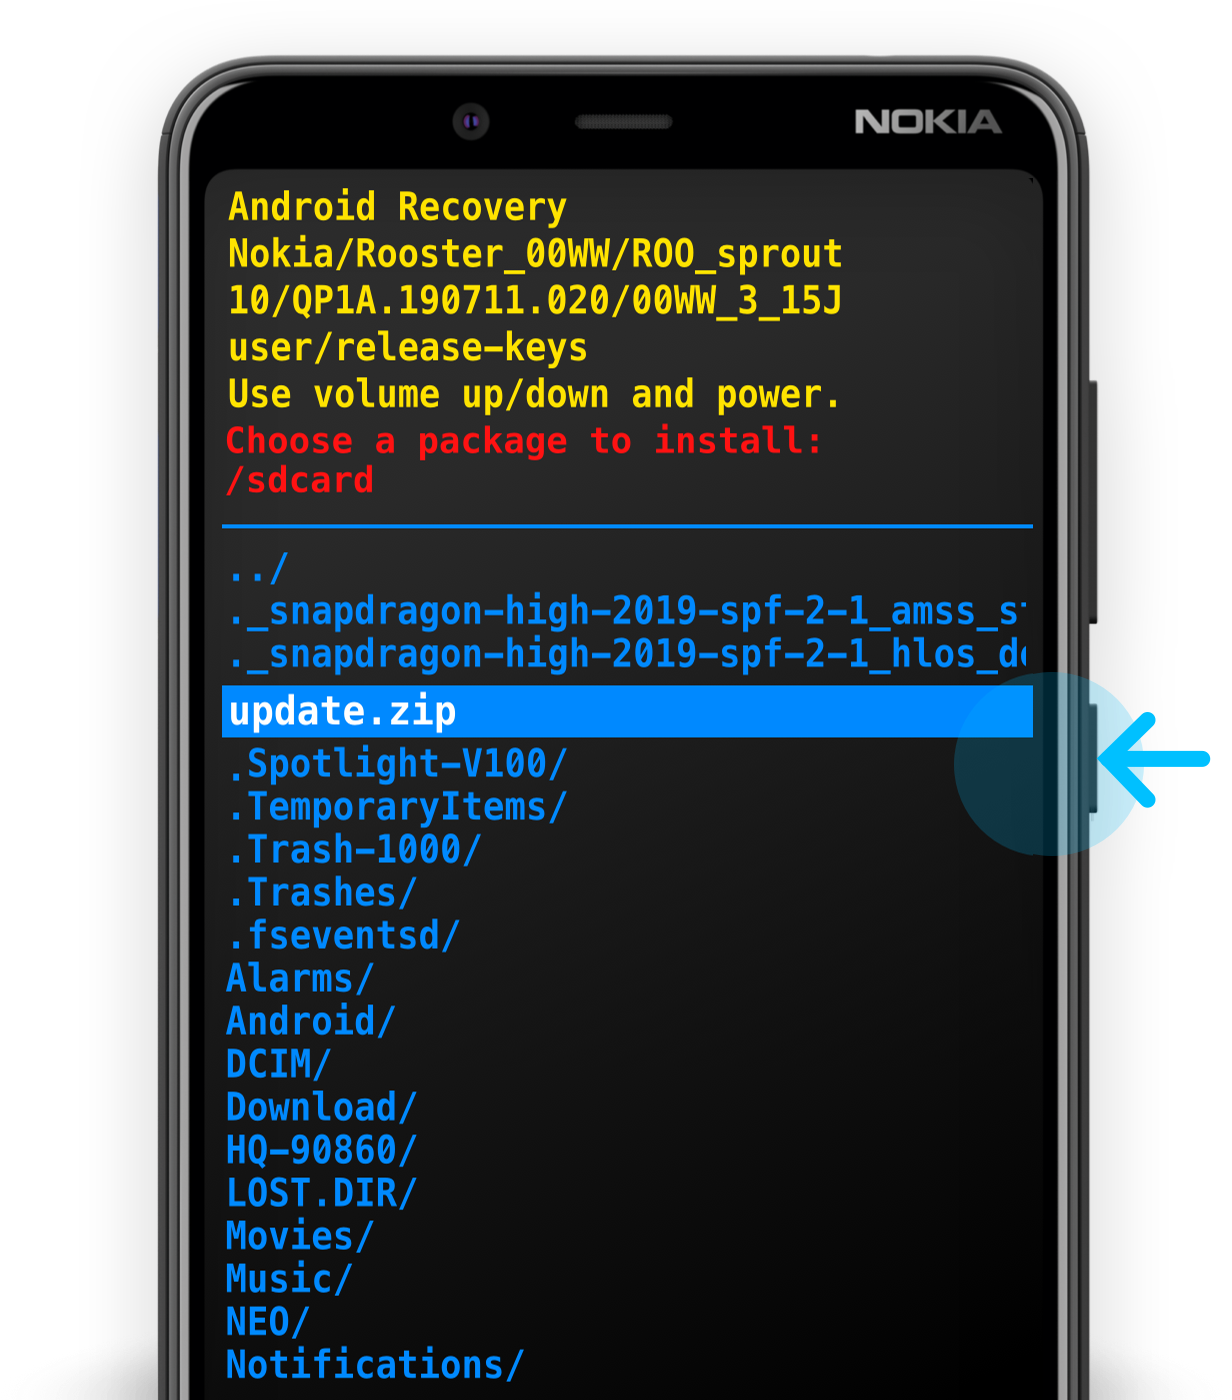 NOKIA
Android Recovery
Nokia/Rooster_00WW/ROO_sprout
10/QP1A.190711.020/00WW_3_15J
user/release-keys
Use volume up/down and power.
Choose a package to install:
/sdcard
../
._snapdragon-high-2019-spf-2-1_amss_s
._snapdragon-high-2019-spf-2-1_hlos_d
update.zip
.Spotlight-V100/
.TemporaryItems/
.Trash-1000/
.Trashes/
.fseventsd/
Alarms/
Android/
DCIM/
Download/
HQ-90860/
LOST.DIR/
Movies/
Music/
NEO/
Notifications/